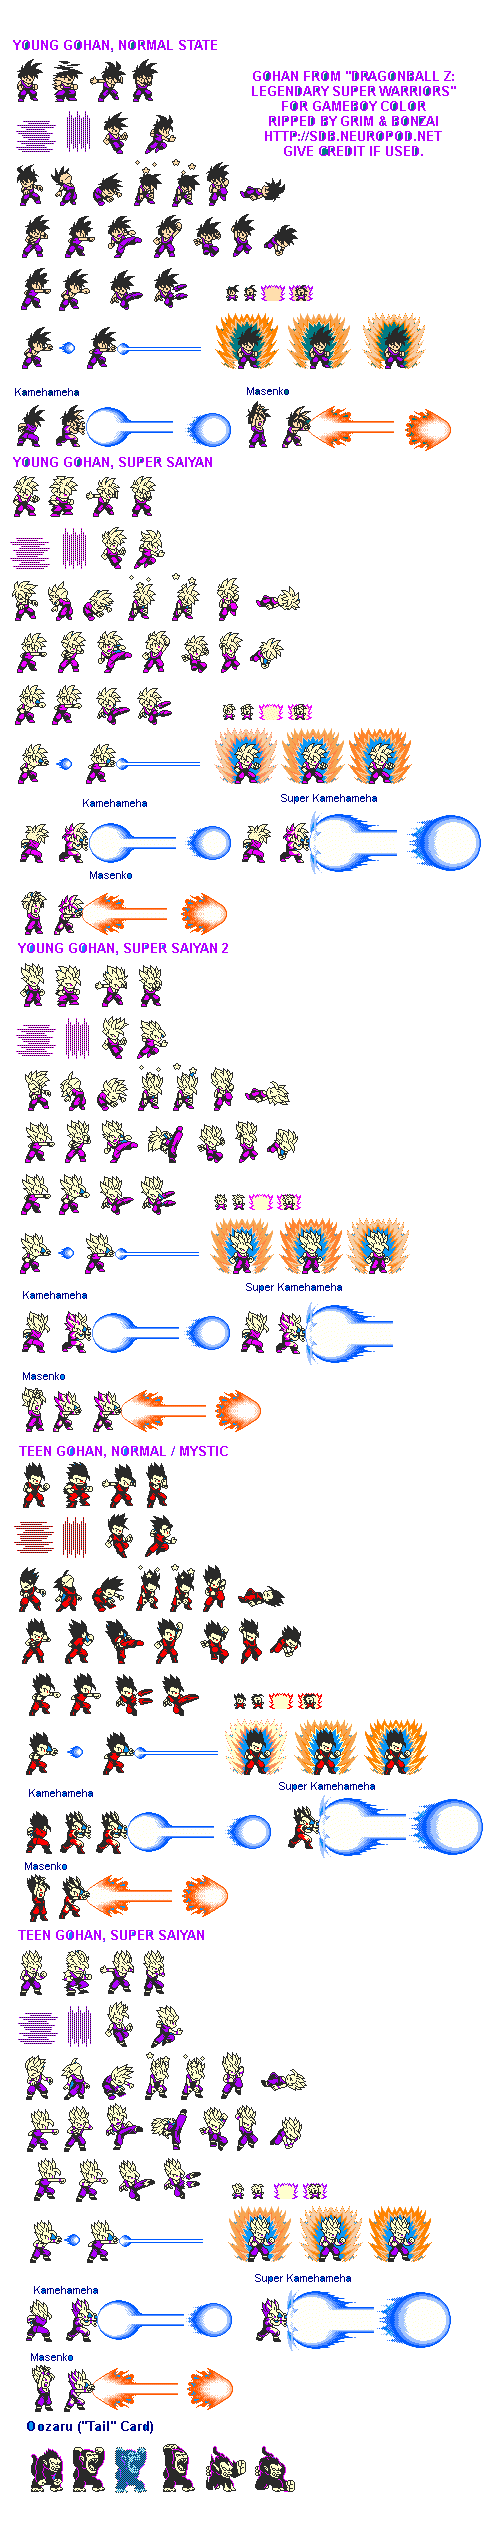 YOUNG GOHAN, NORMAL STATE
GOHAN FROM "DRAGONBALL Z:
LEGENDARY SUPER WARRIORS"
FOR GAMEBOY COLOR
RIPPED BY GRIM & BONZAI
HTTP://SDB.NEUROPOD.NET
GIVE CREDIT IF USED.
Kamehameha
Masenko
YOUNG GOHAN, SUPER SAIYAN
Kamehameha
Super Kamehameha
Masenko
YOUNG GOHAN, SUPER SAIYAN 2
Super Kamehameha
Kamehameha
Masenko
TEEN GOHAN, NORMAL / MYSTIC
Super Kamehameha
Kamehameha
Masenko
TEEN GOHAN, SUPER SAIYAN
Super Kamehameha
Kamehameha
Masenko
Oozaru ("Tail" Card)